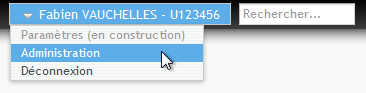 Fabien VAUCHELLES - U123456
Rechercher...
Paramètres (en construction)
Administration
Déconnexion